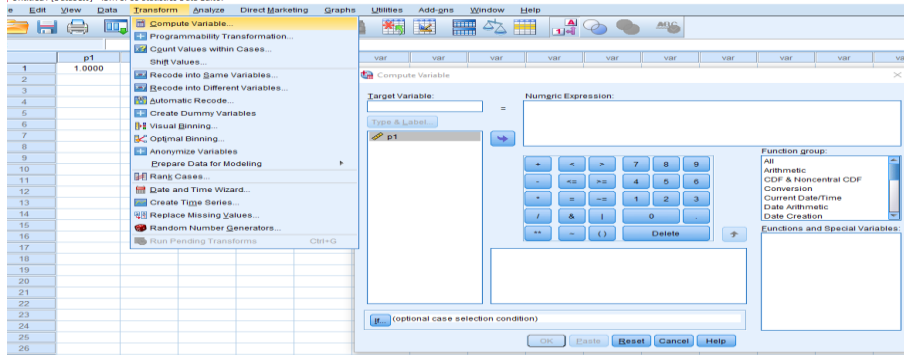 Edit View Data Transform Analyze Direct Marketing Graphs Utilities Add-ons Window Help
Compute Variable...
Programmability Transformation...
Count Values within Cases...
Shift Values...
Recode into Same Variables...
Recode into Different Variables...
Automatic Recode...
Create Dummy Variables
Visual Binning...
Optimal Binning...
Anonymize Variables
Prepare Data for Modeling
Rank Cases...
Date and Time Wizard...
Create Time Series...
Replace Missing Values...
Random Number Generators...
Run Pending Transforms Ctrl+G
p1 var var var var var var var var var
1 1.0000
2
3
4
5
6
7
8
9
10
11
12
13
14
15
16
17
18
19
20
21
22
23
24
25
26
Compute Variable
Target Variable:
=
Numeric Expression:
Type & Label...
p1
+ < > 7 8 9
- <= >= 4 5 6
* = ~= 1 2 3
/ & | 0 .
** ~ ( ) Delete
Function group:
All
Arithmetic
CDF & Noncentral CDF
Conversion
Current Date/Time
Date Arithmetic
Date Creation
Functions and Special Variables:
If... (optional case selection condition)
OK Paste Reset Cancel Help